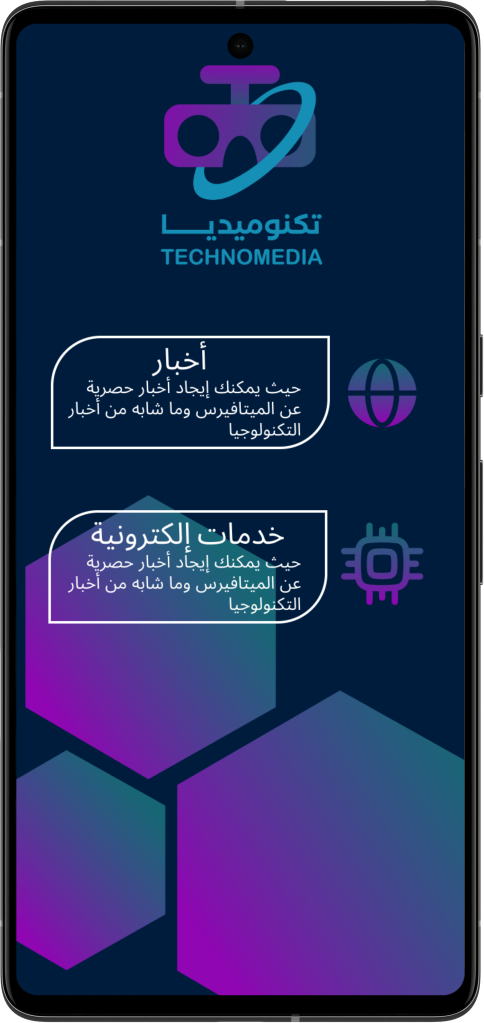 تكنوميديــــا
TECHNOMEDIA
أخبار
حيث يمكنك إيجاد أخبار حصرية
عن الميتافيرس وما شابه من أخبار
التكنولوجيا
خدمات إلكترونية
حيث يمكنك إيجاد أخبار حصرية
عن الميتافيرس وما شابه من أخبار
التكنولوجيا